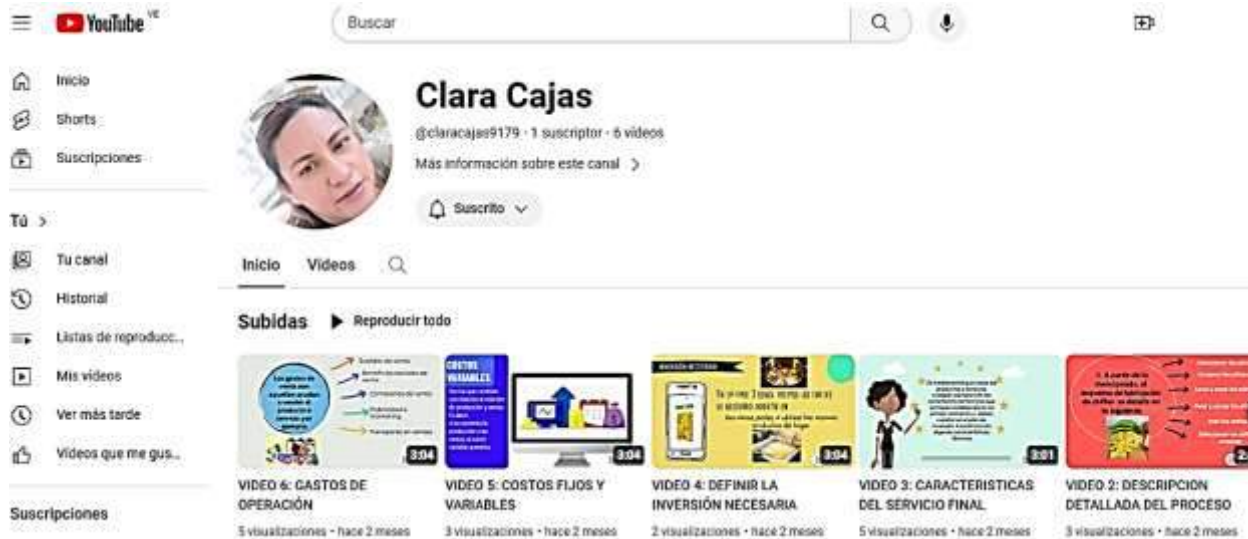 YouTube VE
Buscar
Inicio
Shorts
Suscripciones
Tú
Tu canal
Historial
Listas de reproducc...
Mis videos
Ver más tarde
Vídeos que me gus...
Suscripciones
Clara Cajas
@claracajas9179 · 1 suscriptor · 6 vídeos
Más información sobre este canal
Suscrito
Inicio Vídeos
Subidas Reproducir todo
3:04
VIDEO 6: GASTOS DE
OPERACIÓN
5 visualizaciones • hace 2 meses
COSTOS
VARIABLES
3:04
VIDEO 5: COSTOS FIJOS Y
VARIABLES
3 visualizaciones • hace 2 meses
3:04
VIDEO 4: DEFINIR LA
INVERSIÓN NECESARIA
2 visualizaciones • hace 2 meses
3:01
VIDEO 3: CARACTERISTICAS
DEL SERVICIO FINAL
5 visualizaciones • hace 2 meses
VIDEO 2: DESCRIPCION
DETALLADA DEL PROCESO
3 visualizaciones • hace 2 meses